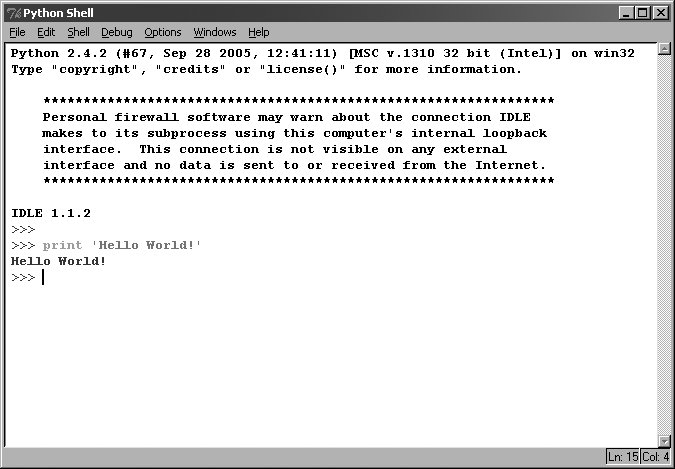 Python Shell
File Edit Shell Debug Options Windows Help
Python 2.4.2 (#67, Sep 28 2005, 12:41:11) [MSC v.1310 32 bit (Intel)] on win32
Type "copyright", "credits" or "license()" for more information.
****************************************************************
Personal firewall software may warn about the connection IDLE
makes to its subprocess using this computer's internal loopback
interface.  This connection is not visible on any external
interface and no data is sent to or received from the Internet.
****************************************************************
IDLE 1.1.2
>>>
>>> print 'Hello World!'
Hello World!
>>>
Ln: 15 Col: 4